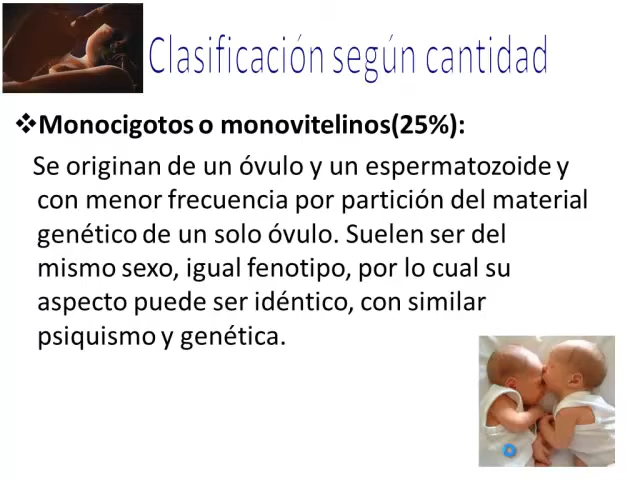 Clasificación según cantidad
❖Monocigotos o monovitelinos(25%):
Se originan de un óvulo y un espermatozoide y
con menor frecuencia por partición del material
genético de un solo óvulo. Suelen ser del
mismo sexo, igual fenotipo, por lo cual su
aspecto puede ser idéntico, con similar
psiquismo y genética.